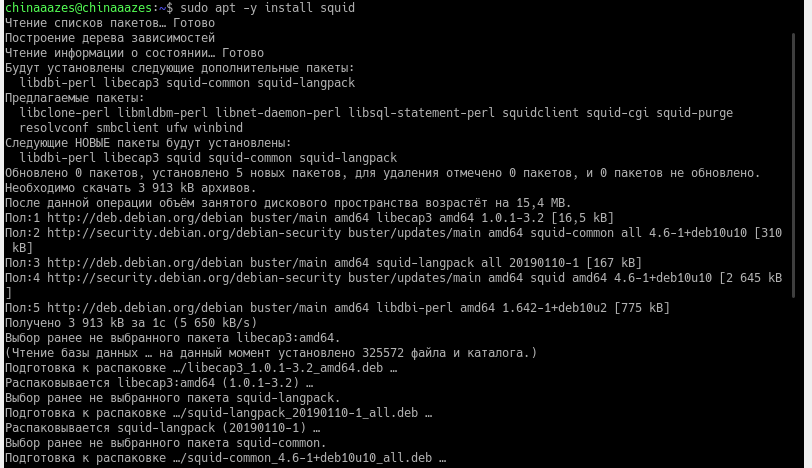 chinaaazes@chinaaazes:~$ sudo apt -y install squid
Чтение списков пакетов… Готово
Построение дерева зависимостей
Чтение информации о состоянии… Готово
Будут установлены следующие дополнительные пакеты:
  libdbi-perl libecap3 squid-common squid-langpack
Предлагаемые пакеты:
  libclone-perl libmldbm-perl libnet-daemon-perl libsql-statement-perl squidclient squid-cgi squid-purge
  resolvconf smbclient ufw winbind
Следующие НОВЫЕ пакеты будут установлены:
  libdbi-perl libecap3 squid squid-common squid-langpack
Обновлено 0 пакетов, установлено 5 новых пакетов, для удаления отмечено 0 пакетов, и 0 пакетов не обновлено.
Необходимо скачать 3 913 kB архивов.
После данной операции объём занятого дискового пространства возрастёт на 15,4 MB.
Пол:1 http://deb.debian.org/debian buster/main amd64 libecap3 amd64 1.0.1-3.2 [16,5 kB]
Пол:2 http://security.debian.org/debian-security buster/updates/main amd64 squid-common all 4.6-1+deb10u10 [310
 kB]
Пол:3 http://deb.debian.org/debian buster/main amd64 squid-langpack all 20190110-1 [167 kB]
Пол:4 http://security.debian.org/debian-security buster/updates/main amd64 squid amd64 4.6-1+deb10u10 [2 645 kB
]
Пол:5 http://deb.debian.org/debian buster/main amd64 libdbi-perl amd64 1.642-1+deb10u2 [775 kB]
Получено 3 913 kB за 1с (5 650 kB/s)
Выбор ранее не выбранного пакета libecap3:amd64.
(Чтение базы данных … на данный момент установлено 325572 файла и каталога.)
Подготовка к распаковке …/libecap3_1.0.1-3.2_amd64.deb …
Распаковывается libecap3:amd64 (1.0.1-3.2) …
Выбор ранее не выбранного пакета squid-langpack.
Подготовка к распаковке …/squid-langpack_20190110-1_all.deb …
Распаковывается squid-langpack (20190110-1) …
Выбор ранее не выбранного пакета squid-common.
Подготовка к распаковке …/squid-common_4.6-1+deb10u10_all.deb …